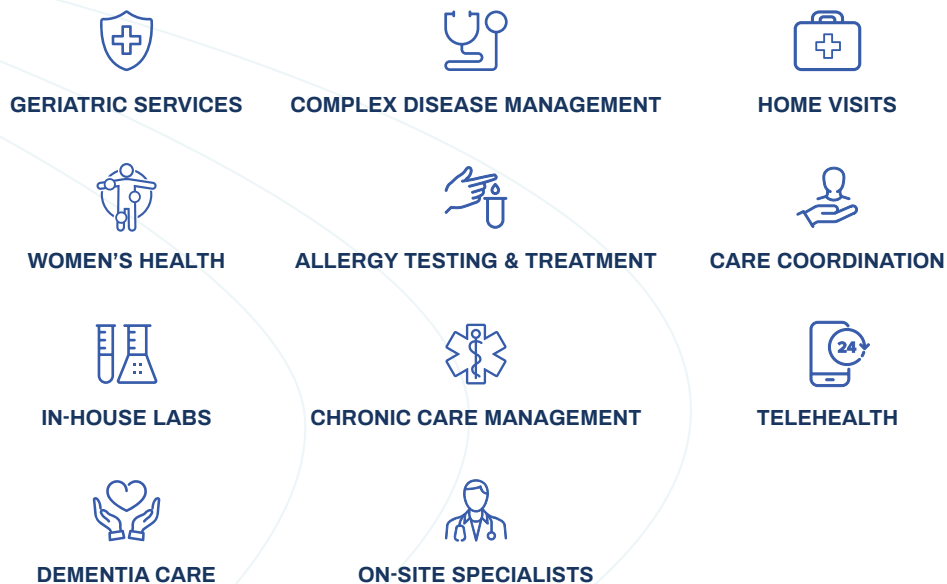 GERIATRIC SERVICES
COMPLEX DISEASE MANAGEMENT
HOME VISITS
WOMEN’S HEALTH
ALLERGY TESTING & TREATMENT
CARE COORDINATION
24
IN-HOUSE LABS
CHRONIC CARE MANAGEMENT
TELEHEALTH
DEMENTIA CARE
ON-SITE SPECIALISTS